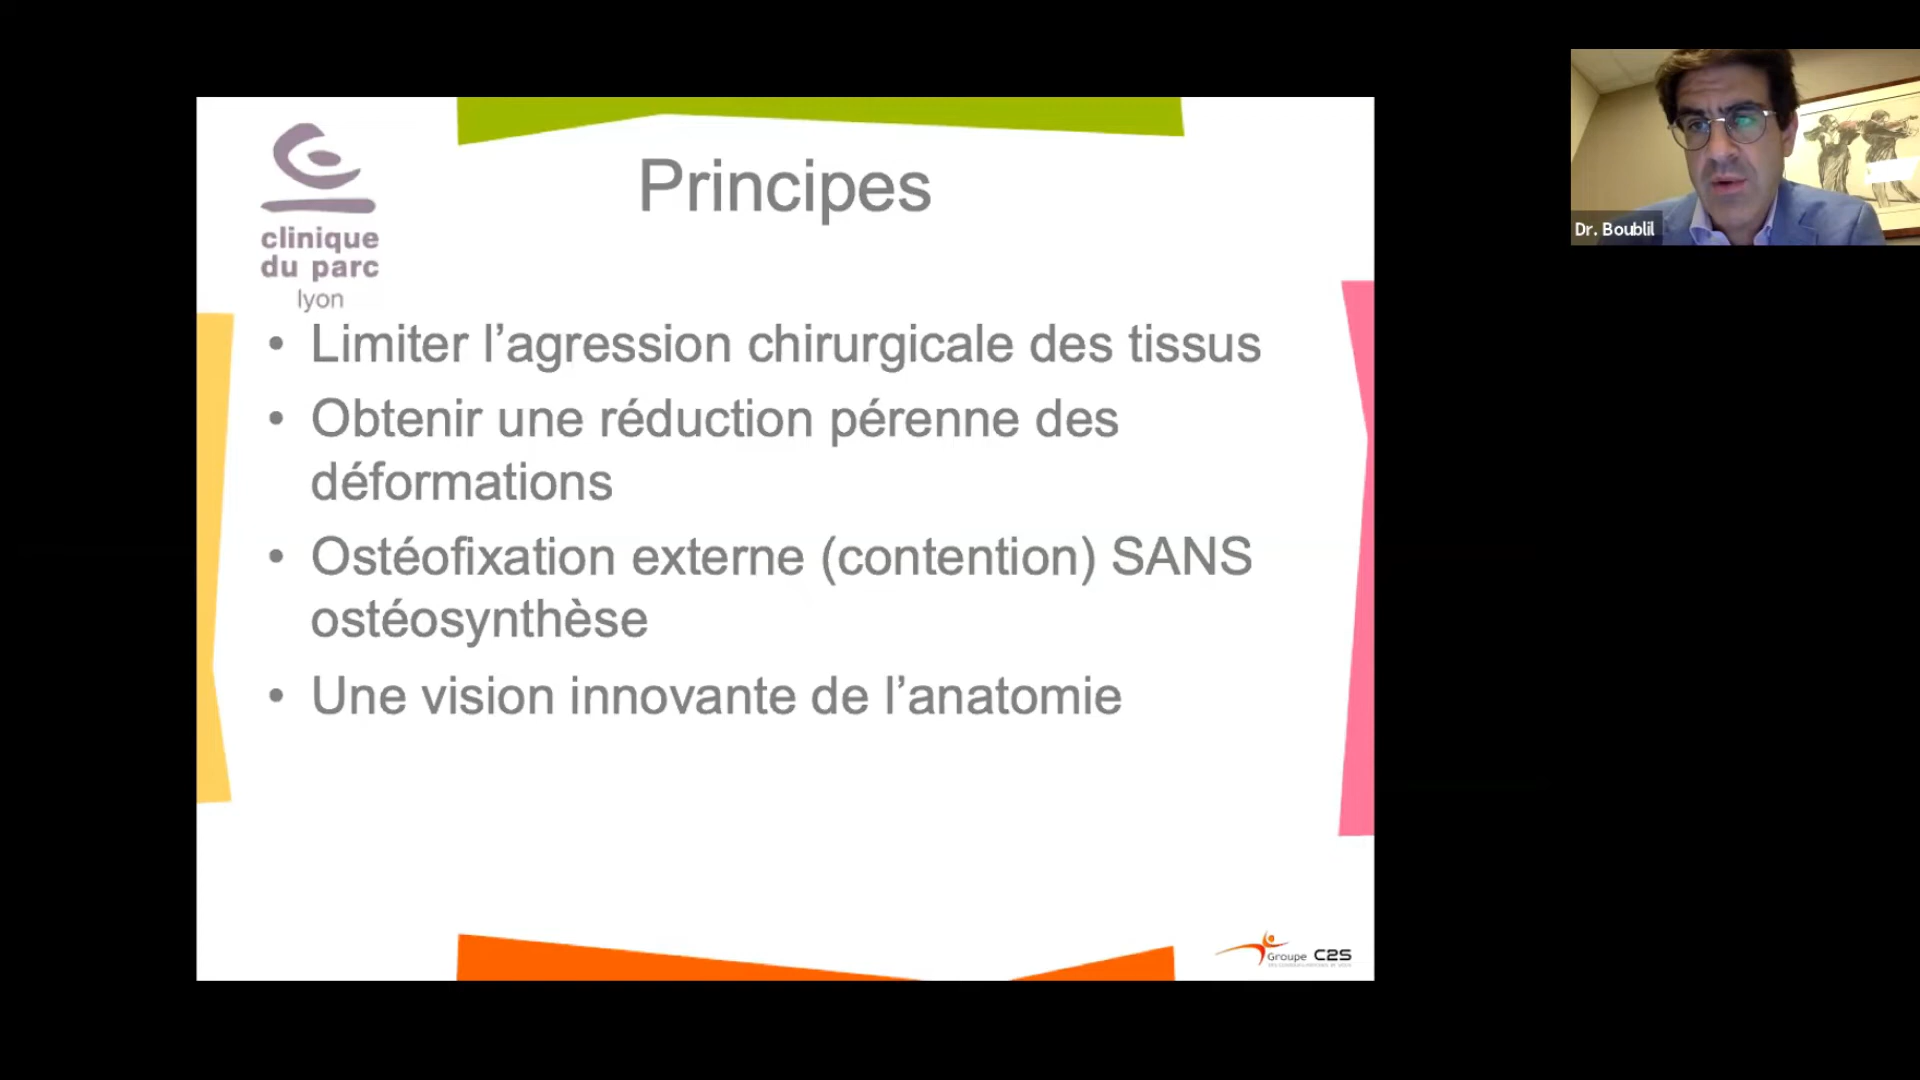 clinique
du parc
lyon
Principes
• Limiter l’agression chirurgicale des tissus
• Obtenir une réduction pérenne des
déformations
• Ostéofixation externe (contention) SANS
ostéosynthèse
• Une vision innovante de l’anatomie
Groupe C2S
Dr. Boublil